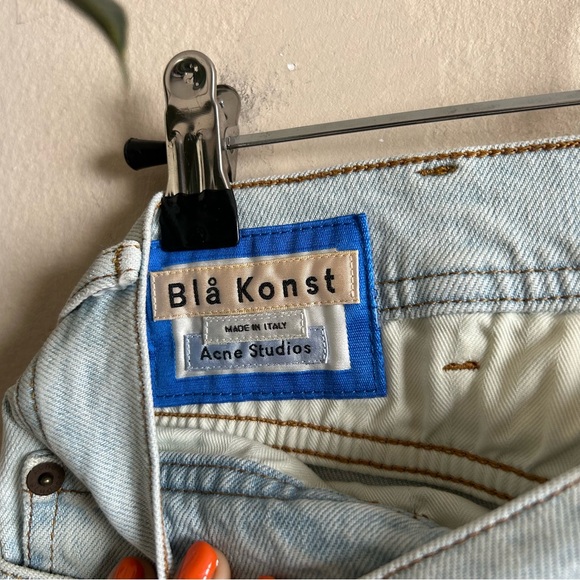 Blå Konst
MADE IN ITALY
Acne Studios